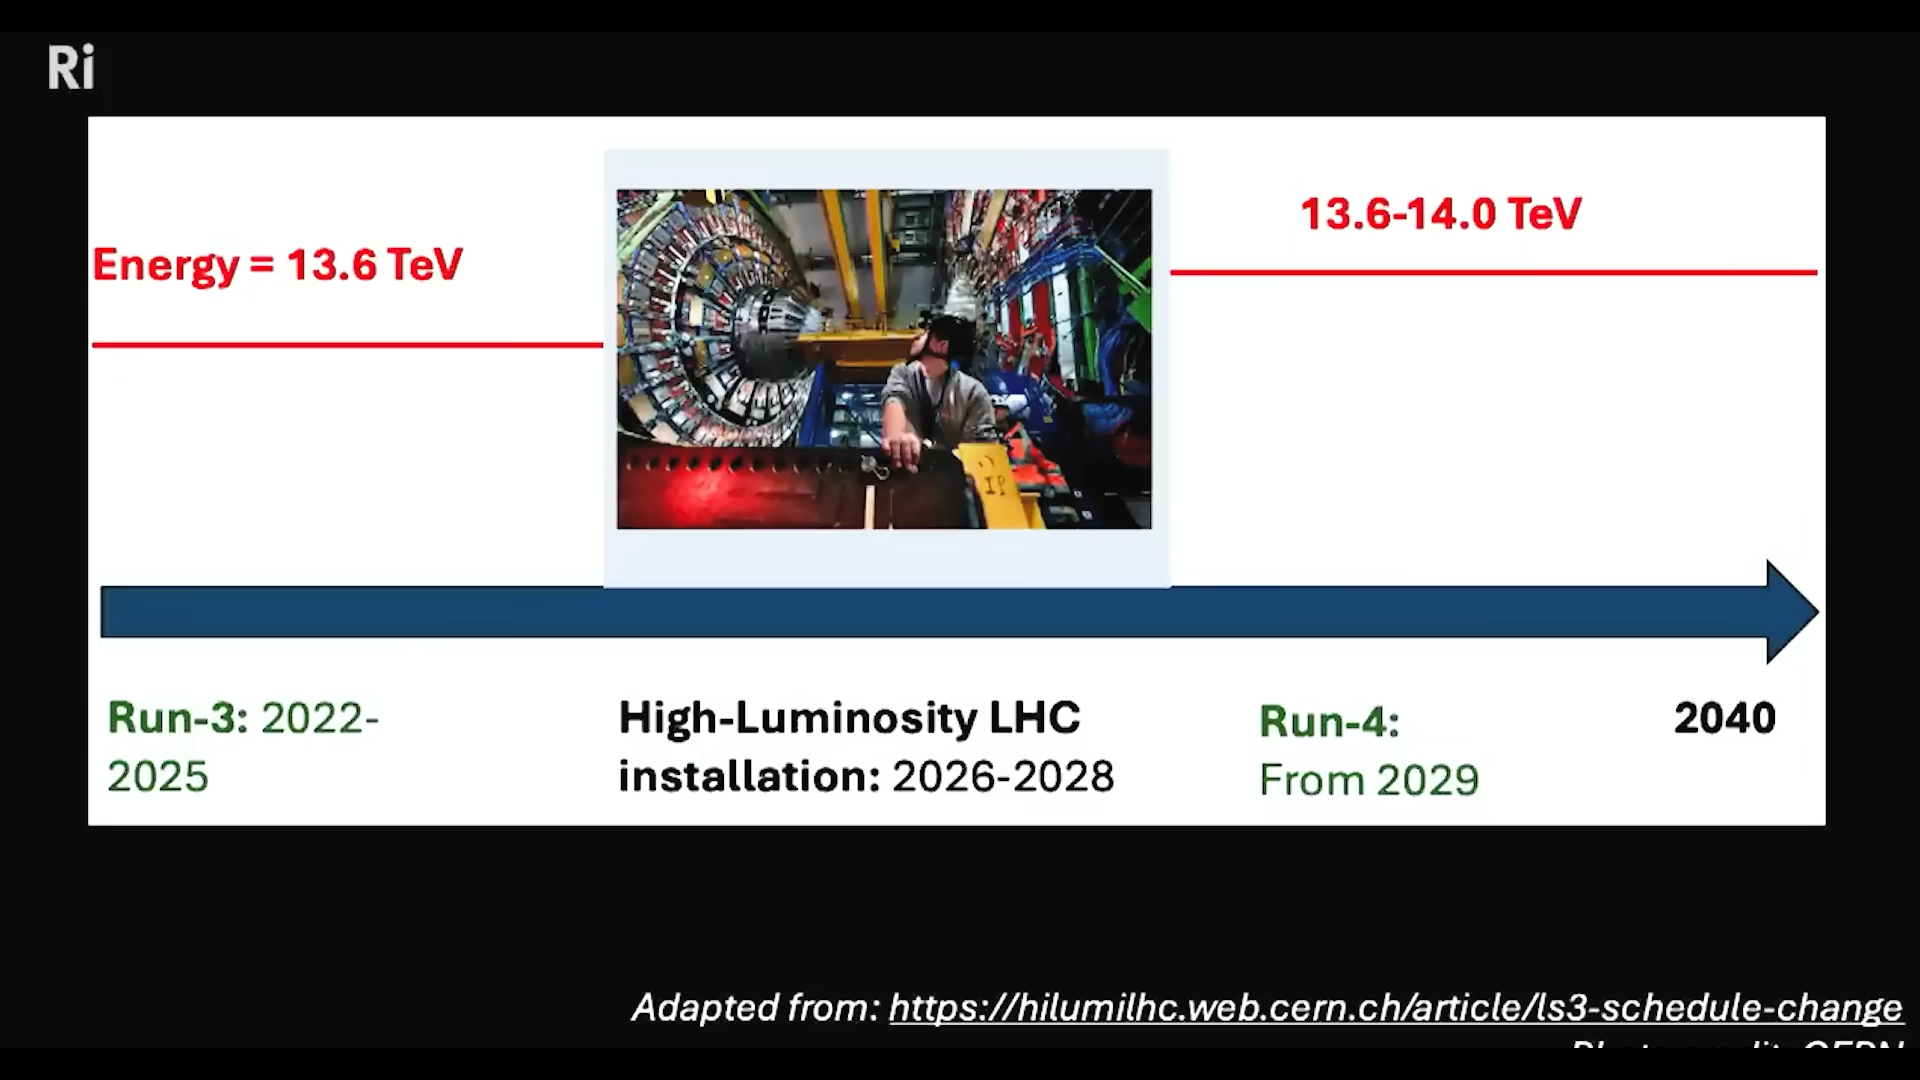 Ri
Energy = 13.6 TeV
13.6-14.0 TeV
IP
Run-3: 2022-
2025
High-Luminosity LHC
installation: 2026-2028
Run-4:
From 2029
2040
Adapted from: https://hilumilhc.web.cern.ch/article/ls3-schedule-change